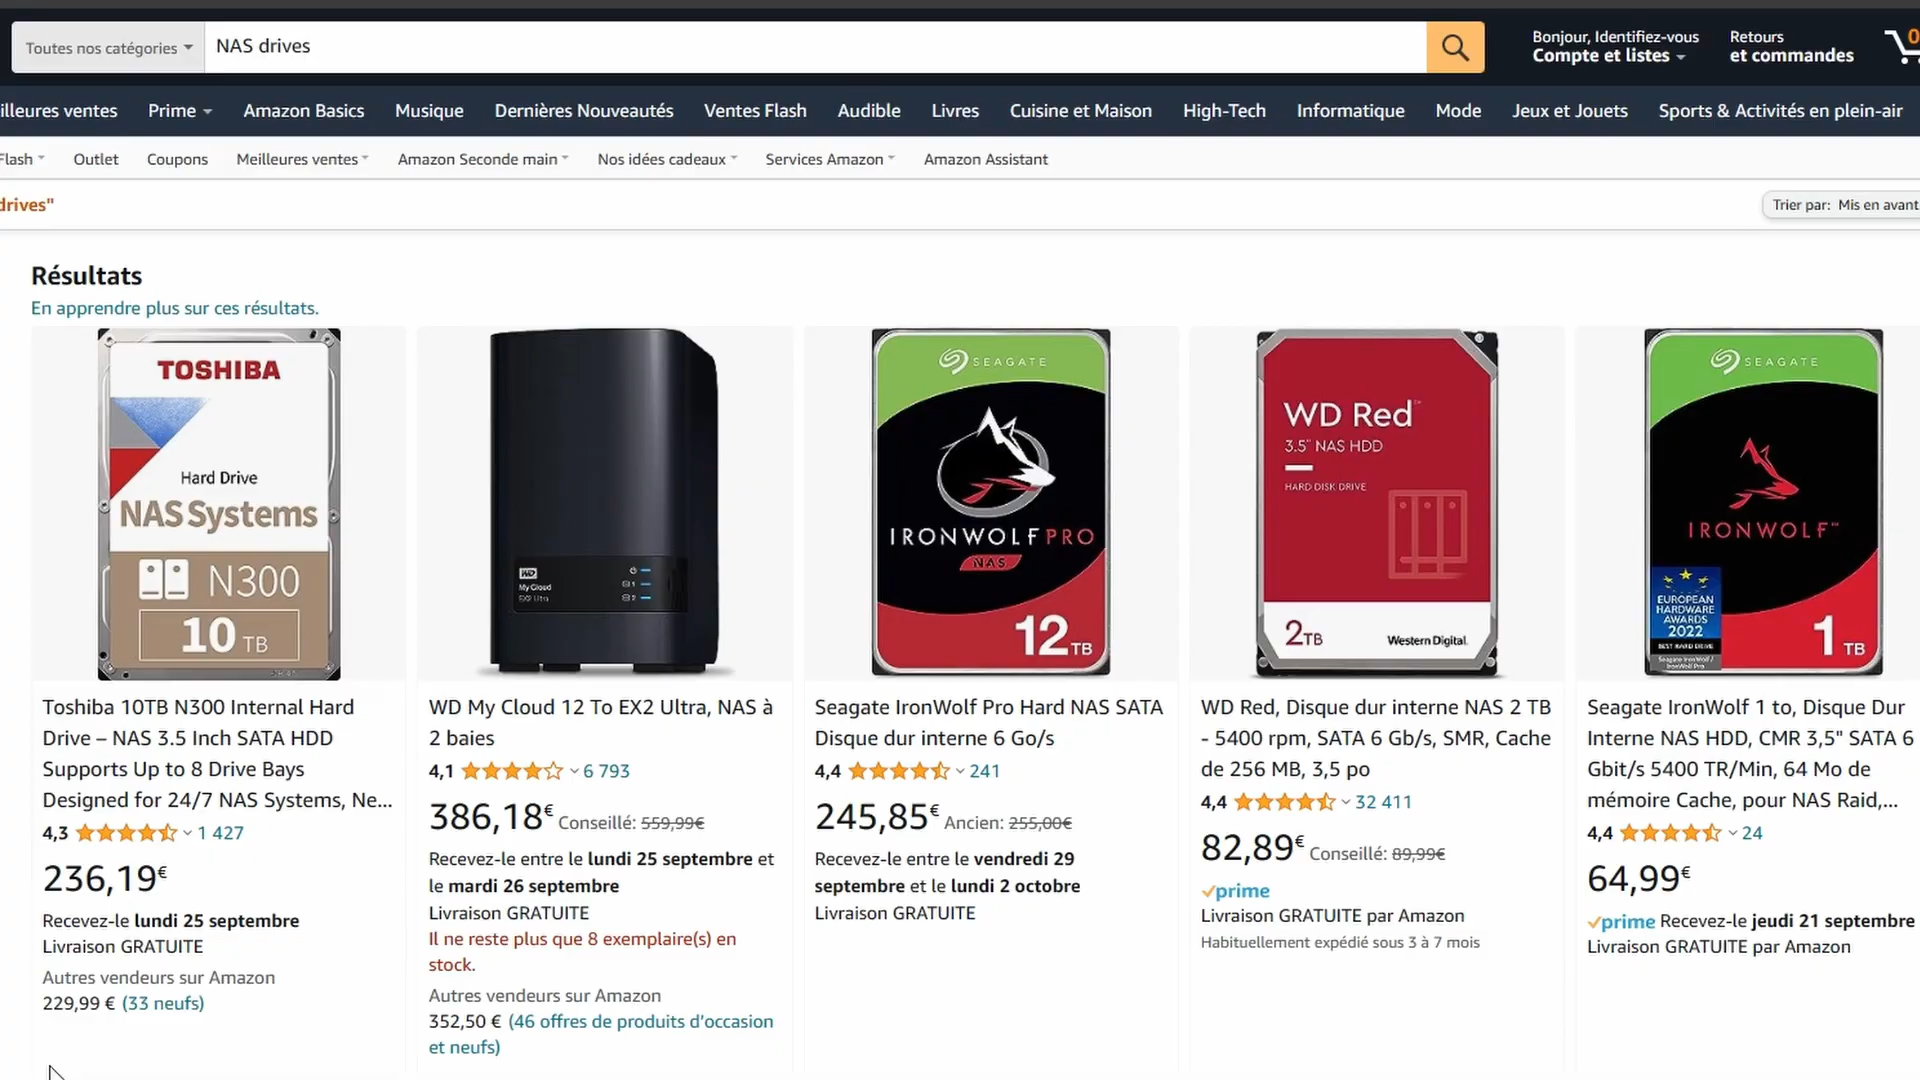 Toutes nos catégories
NAS drives
Bonjour, Identifiez-vous
Compte et listes
Retours
et commandes
0
illeures ventes
Prime
Amazon Basics
Musique
Dernières Nouveautés
Ventes Flash
Audible
Livres
Cuisine et Maison
High-Tech
Informatique
Mode
Jeux et Jouets
Sports & Activités en plein-air
Flash
Outlet
Coupons
Meilleures ventes
Amazon Seconde main
Nos idées cadeaux
Services Amazon
Amazon Assistant
drives"
Trier par: Mis en avant
Résultats
En apprendre plus sur ces résultats.
TOSHIBA
Hard Drive
NAS Systems
N300
10 TB
Toshiba 10TB N300 Internal Hard
Drive – NAS 3.5 Inch SATA HDD
Supports Up to 8 Drive Bays
Designed for 24/7 NAS Systems, Ne...
4,3
1 427
236,19€
Recevez-le lundi 25 septembre
Livraison GRATUITE
Autres vendeurs sur Amazon
229,99 € (33 neufs)
WD
My Cloud
EX2 Ultra
1
2
WD My Cloud 12 To EX2 Ultra, NAS à
2 baies
4,1
6 793
386,18€ Conseillé: 559,99€
Recevez-le entre le lundi 25 septembre et
le mardi 26 septembre
Livraison GRATUITE
Il ne reste plus que 8 exemplaire(s) en
stock.
Autres vendeurs sur Amazon
352,50 € (46 offres de produits d'occasion
et neufs)
SEAGATE
IRONWOLF PRO
NAS
12 TB
Seagate IronWolf Pro Hard NAS SATA
Disque dur interne 6 Go/s
4,4
241
245,85€ Ancien: 255,00€
Recevez-le entre le vendredi 29
septembre et le lundi 2 octobre
Livraison GRATUITE
WD Red™
3.5" NAS HDD
HARD DISK DRIVE
2TB
Western Digital.
WD Red, Disque dur interne NAS 2 TB
- 5400 rpm, SATA 6 Gb/s, SMR, Cache
de 256 MB, 3,5 po
4,4
32 411
82,89€ Conseillé: 89,99€
prime
Livraison GRATUITE par Amazon
Habituellement expédié sous 3 à 7 mois
SEAGATE
IRONWOLF™
EUROPEAN
HARDWARE
AWARDS
2022
BEST HARD DRIVE
Seagate IronWolf /
IronWolf Pro
1 TB
Seagate IronWolf 1 to, Disque Dur
Interne NAS HDD, CMR 3,5" SATA 6
Gbit/s 5400 TR/Min, 64 Mo de
mémoire Cache, pour NAS Raid,...
4,4
24
64,99€
prime Recevez-le jeudi 21 septembre
Livraison GRATUITE par Amazon